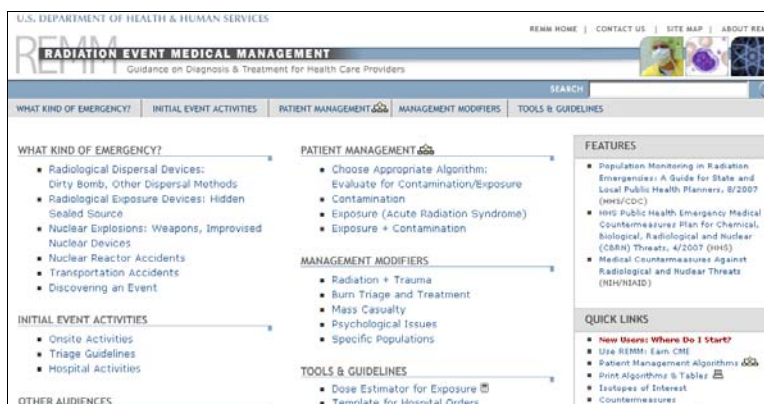 U.S. DEPARTMENT OF HEALTH & HUMAN SERVICES
REMM HOME | CONTACT US | SITE MAP | ABOUT REM
REMM
RADIATION EVENT MEDICAL MANAGEMENT
Guidance on Diagnosis & Treatment for Health Care Providers
SEARCH
WHAT KIND OF EMERGENCY? | INITIAL EVENT ACTIVITIES | PATIENT MANAGEMENT | MANAGEMENT MODIFIERS | TOOLS & GUIDELINES
WHAT KIND OF EMERGENCY?
Radiological Dispersal Devices:
Dirty Bomb, Other Dispersal Methods
Radiological Exposure Devices: Hidden
Sealed Source
Nuclear Explosions: Weapons, Improvised
Nuclear Devices
Nuclear Reactor Accidents
Transportation Accidents
Discovering an Event
INITIAL EVENT ACTIVITIES
Onsite Activities
Triage Guidelines
Hospital Activities
OTHER AUDIENCES
PATIENT MANAGEMENT
Choose Appropriate Algorithm:
Evaluate for Contamination/Exposure
Contamination
Exposure (Acute Radiation Syndrome)
Exposure + Contamination
MANAGEMENT MODIFIERS
Radiation + Trauma
Burn Triage and Treatment
Mass Casualty
Psychological Issues
Specific Populations
TOOLS & GUIDELINES
Dose Estimator for Exposure
Template for Hospital Orders
FEATURES
Population Monitoring in Radiation
Emergencies: A Guide for State and
Local Public Health Planners, 8/2007
(HHS/CDC)
HHS Public Health Emergency Medical
Countermeasures Plan for Chemical,
Biological, Radiological and Nuclear
(CBRN) Threats, 4/2007 (HHS)
Medical Countermeasures Against
Radiological and Nuclear Threats
(NIH/NIAID)
QUICK LINKS
New Users: Where Do I Start?
Use REMM: Earn CME
Patient Management Algorithms
Print Algorithms & Tables
Isotopes of Interest
Countermeasures